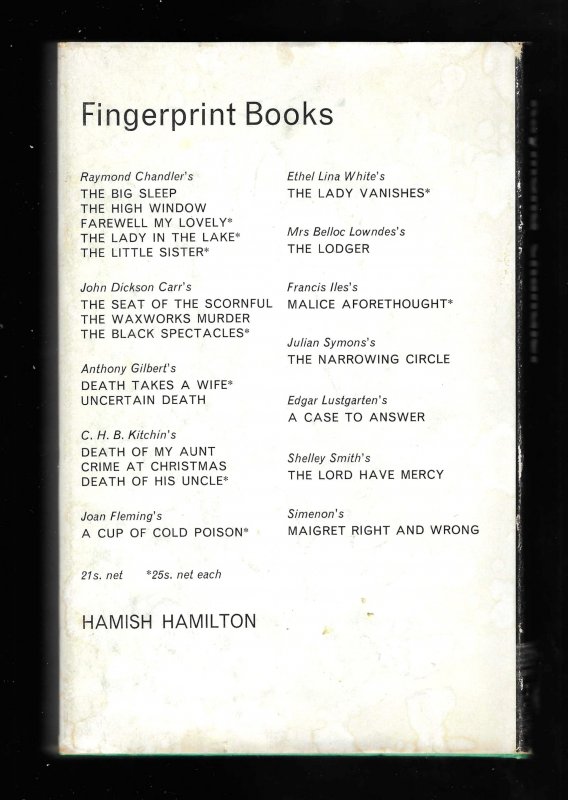 Fingerprint Books
Raymond Chandler's
THE BIG SLEEP
THE HIGH WINDOW
FAREWELL MY LOVELY*
THE LADY IN THE LAKE*
THE LITTLE SISTER*
John Dickson Carr's
THE SEAT OF THE SCORNFUL
THE WAXWORKS MURDER
THE BLACK SPECTACLES*
Anthony Gilbert's
DEATH TAKES A WIFE*
UNCERTAIN DEATH
C. H. B. Kitchin's
DEATH OF MY AUNT
CRIME AT CHRISTMAS
DEATH OF HIS UNCLE*
Joan Fleming's
A CUP OF COLD POISON*
Ethel Lina White's
THE LADY VANISHES*
Mrs Belloc Lowndes's
THE LODGER
Francis Iles's
MALICE AFORETHOUGHT*
Julian Symons's
THE NARROWING CIRCLE
Edgar Lustgarten's
A CASE TO ANSWER
Shelley Smith's
THE LORD HAVE MERCY
Simenon's
MAIGRET RIGHT AND WRONG
21s. net *25s. net each
HAMISH HAMILTON